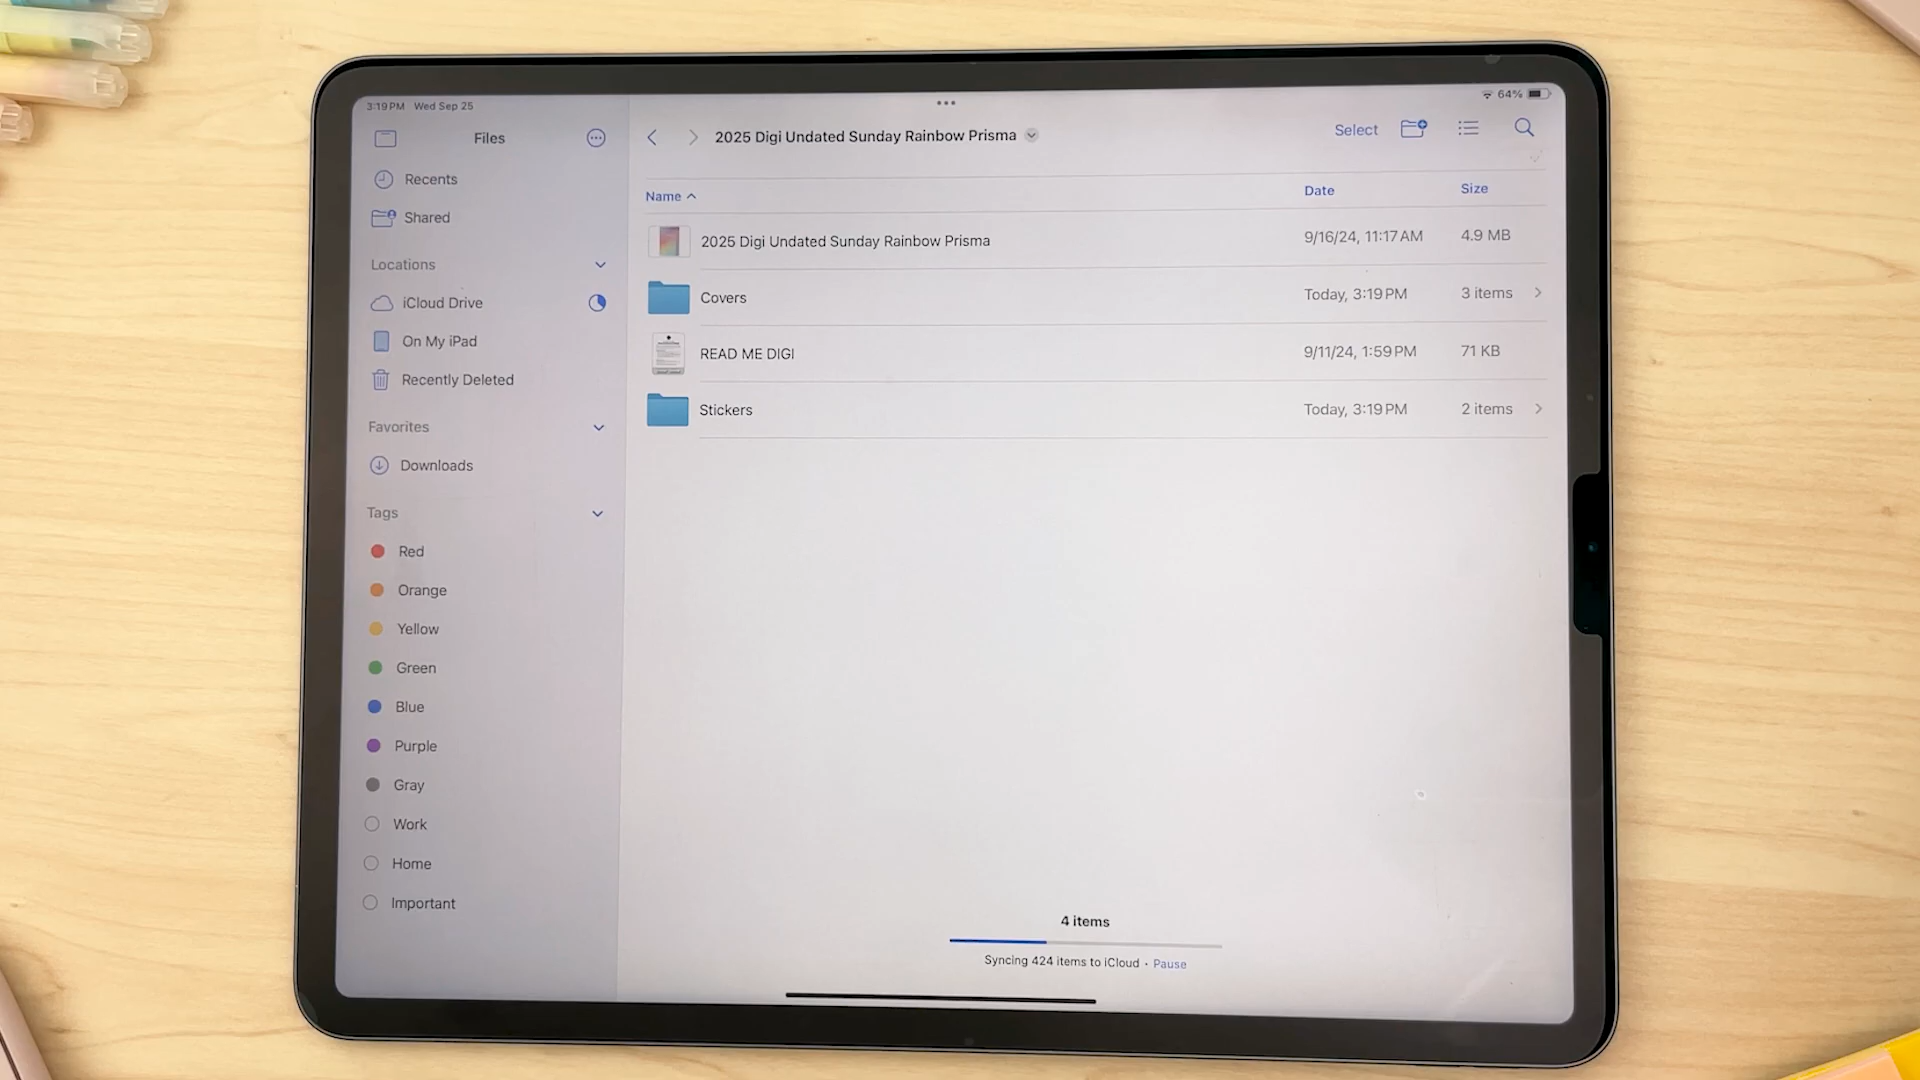 3:19 PM Wed Sep 25
64%
Files
Recents
Shared
Locations
iCloud Drive
On My iPad
Recently Deleted
Favorites
Downloads
Tags
Red
Orange
Yellow
Green
Blue
Purple
Gray
Work
Home
Important
2025 Digi Undated Sunday Rainbow Prisma
Select
Name Date Size
2025 Digi Undated Sunday Rainbow Prisma 9/16/24, 11:17 AM 4.9 MB
Covers Today, 3:19 PM 3 items
READ ME DIGI 9/11/24, 1:59 PM 71 KB
Stickers Today, 3:19 PM 2 items
4 items
Syncing 424 items to iCloud · Pause